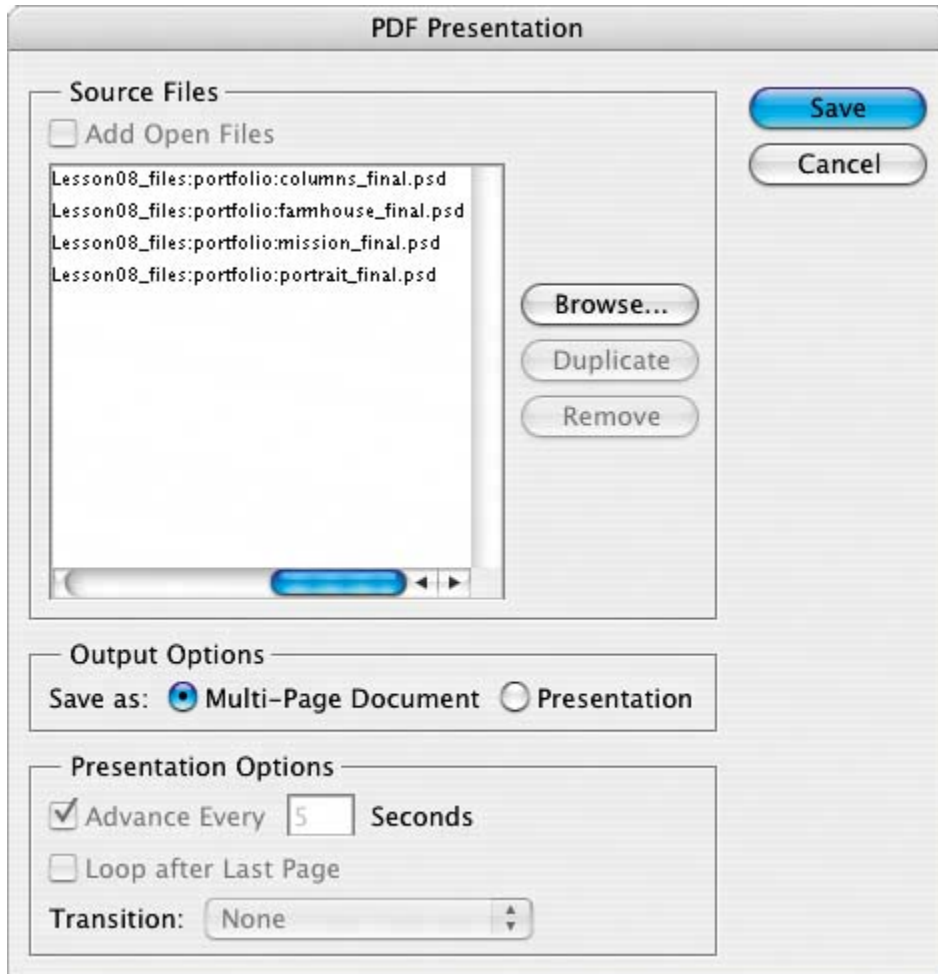 PDF Presentation
Source Files
Add Open Files
Lesson08_files:portfolio:columns_final.psd
Lesson08_files:portfolio:farmhouse_final.psd
Lesson08_files:portfolio:mission_final.psd
Lesson08_files:portfolio:portrait_final.psd
Save
Cancel
Browse...
Duplicate
Remove
Output Options
Save as: Multi-Page Document Presentation
Presentation Options
Advance Every 5 Seconds
Loop after Last Page
Transition: None